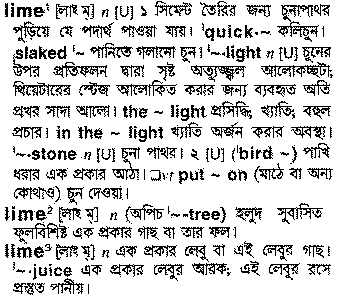 lime¹ [লাইম্] n [U] ১ সিমেন্ট তৈরির জন্য চুনাপাথর
পুড়িয়ে যে পদার্থ পাওয়া যায়। ˈquick·~ কলিচুন।
slaked ˈ~ পানিতে গলানো চুন। ˈ~·light n [U] চুনের
উপর প্রতিফলন দ্বারা সৃষ্ট অত্যুজ্জ্বল আলোকচ্ছটা;
থিয়েটারের স্টেজ আলোকিত করার জন্য ব্যবহৃত অতি
প্রখর সাদা আলো। the ~ light প্রসিদ্ধি; খ্যাতি; বহুল
প্রচার। in the ~ light খ্যাতি অর্জন করার অবস্থা।
ˈ~·stone n [U] চুনা পাথর। ২ [U] (ˈbird ~) পাখি
ধরার এক প্রকার আঠা। □vt put ~ on (মাঠে বা অন্য
কোথাও) চুন দেওয়া।
lime² [লাইম্] n (অপিচ ˈ~-tree) হলুদ সুবাসিত
ফুলবিশিষ্ট এক প্রকার গাছ বা তার ফল।
lime³ [লাইম্] n এক প্রকার লেবু বা এই লেবুর গাছ।
ˈ~·juice এক প্রকার লেবুর আরক; এই লেবুর রসে
প্রস্তুত পানীয়।